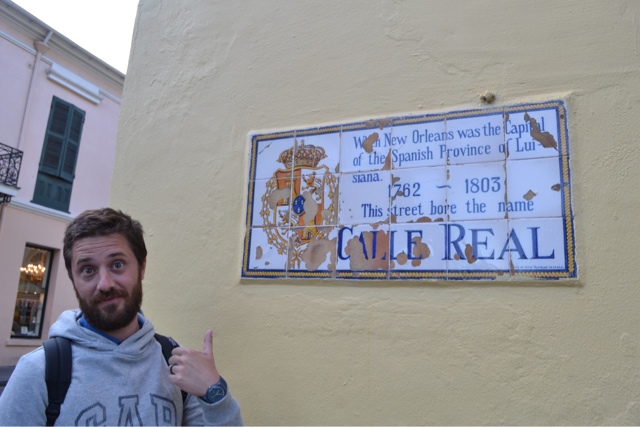 When New Orleans was the Capital
of the Spanish Province of Lui
siana.
1762 ~ 1803
This street bore the name
CALLE REAL
GAP